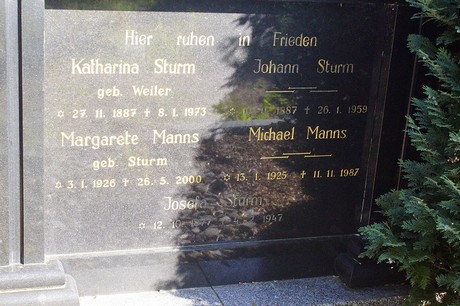 Hier ruhen in Frieden
Katharina Sturm
geb. Weiler
✡ 27. 11. 1887 ✝ 8. 1. 1973
Johann Sturm
1887 ✝ 26. 1. 1959
Margarete Manns
geb. Sturm
✡ 3. 1. 1926 ✝ 26. 5. 2000
Michael Manns
✡ 13. 1. 1925 ✝ 11. 11. 1987
Josefa Sturms
✡ 12. 10. 1947